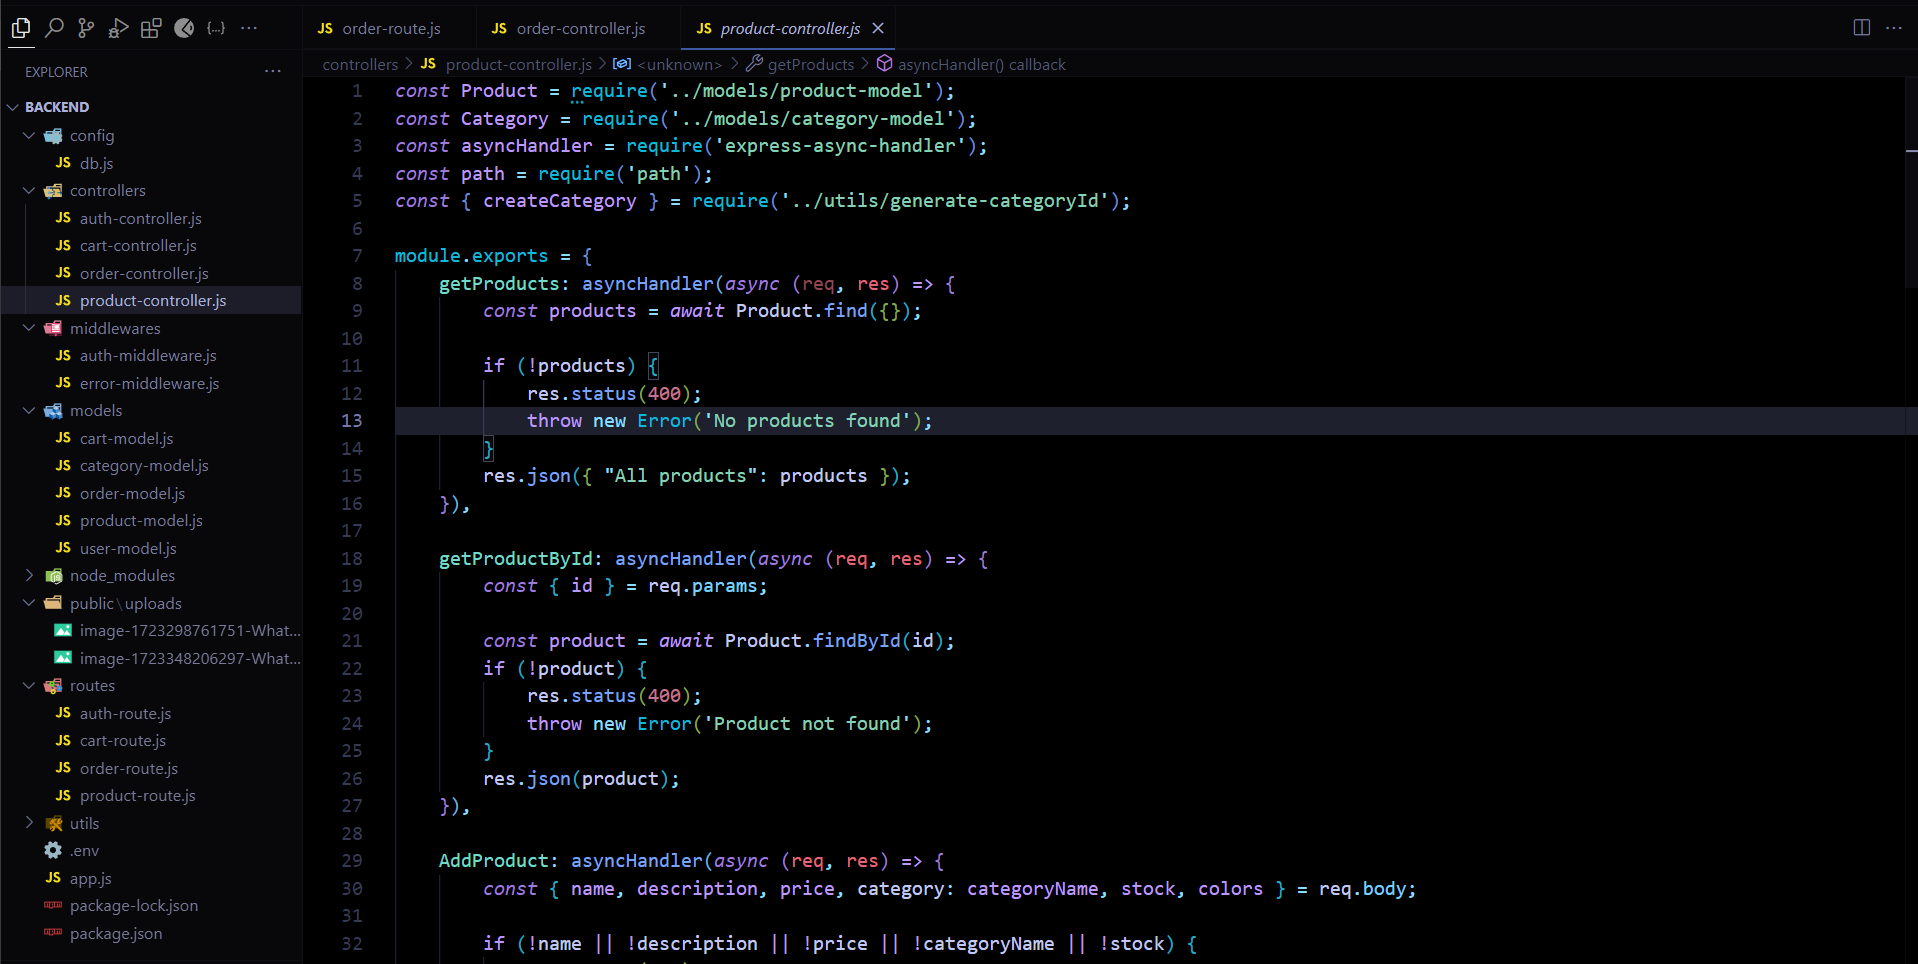 JS order-route.js JS order-controller.js JS product-controller.js
EXPLORER
controllers > JS product-controller.js > <unknown> > getProducts > asyncHandler() callback
BACKEND
config
JS db.js
controllers
JS auth-controller.js
JS cart-controller.js
JS order-controller.js
JS product-controller.js
middlewares
JS auth-middleware.js
JS error-middleware.js
models
JS cart-model.js
JS category-model.js
JS order-model.js
JS product-model.js
JS user-model.js
node_modules
public\uploads
image-1723298761751-What...
image-1723348206297-What...
routes
JS auth-route.js
JS cart-route.js
JS order-route.js
JS product-route.js
utils
.env
JS app.js
package-lock.json
package.json
1 const Product = require('../models/product-model');
2 const Category = require('../models/category-model');
3 const asyncHandler = require('express-async-handler');
4 const path = require('path');
5 const { createCategory } = require('../utils/generate-categoryId');
6
7 module.exports = {
8 getProducts: asyncHandler(async (req, res) => {
9 const products = await Product.find({});
10
11 if (!products) {
12 res.status(400);
13 throw new Error('No products found');
14 }
15 res.json({ "All products": products });
16 }),
17
18 getProductById: asyncHandler(async (req, res) => {
19 const { id } = req.params;
20
21 const product = await Product.findById(id);
22 if (!product) {
23 res.status(400);
24 throw new Error('Product not found');
25 }
26 res.json(product);
27 }),
28
29 AddProduct: asyncHandler(async (req, res) => {
30 const { name, description, price, category: categoryName, stock, colors } = req.body;
31
32 if (!name || !description || !price || !categoryName || !stock) {